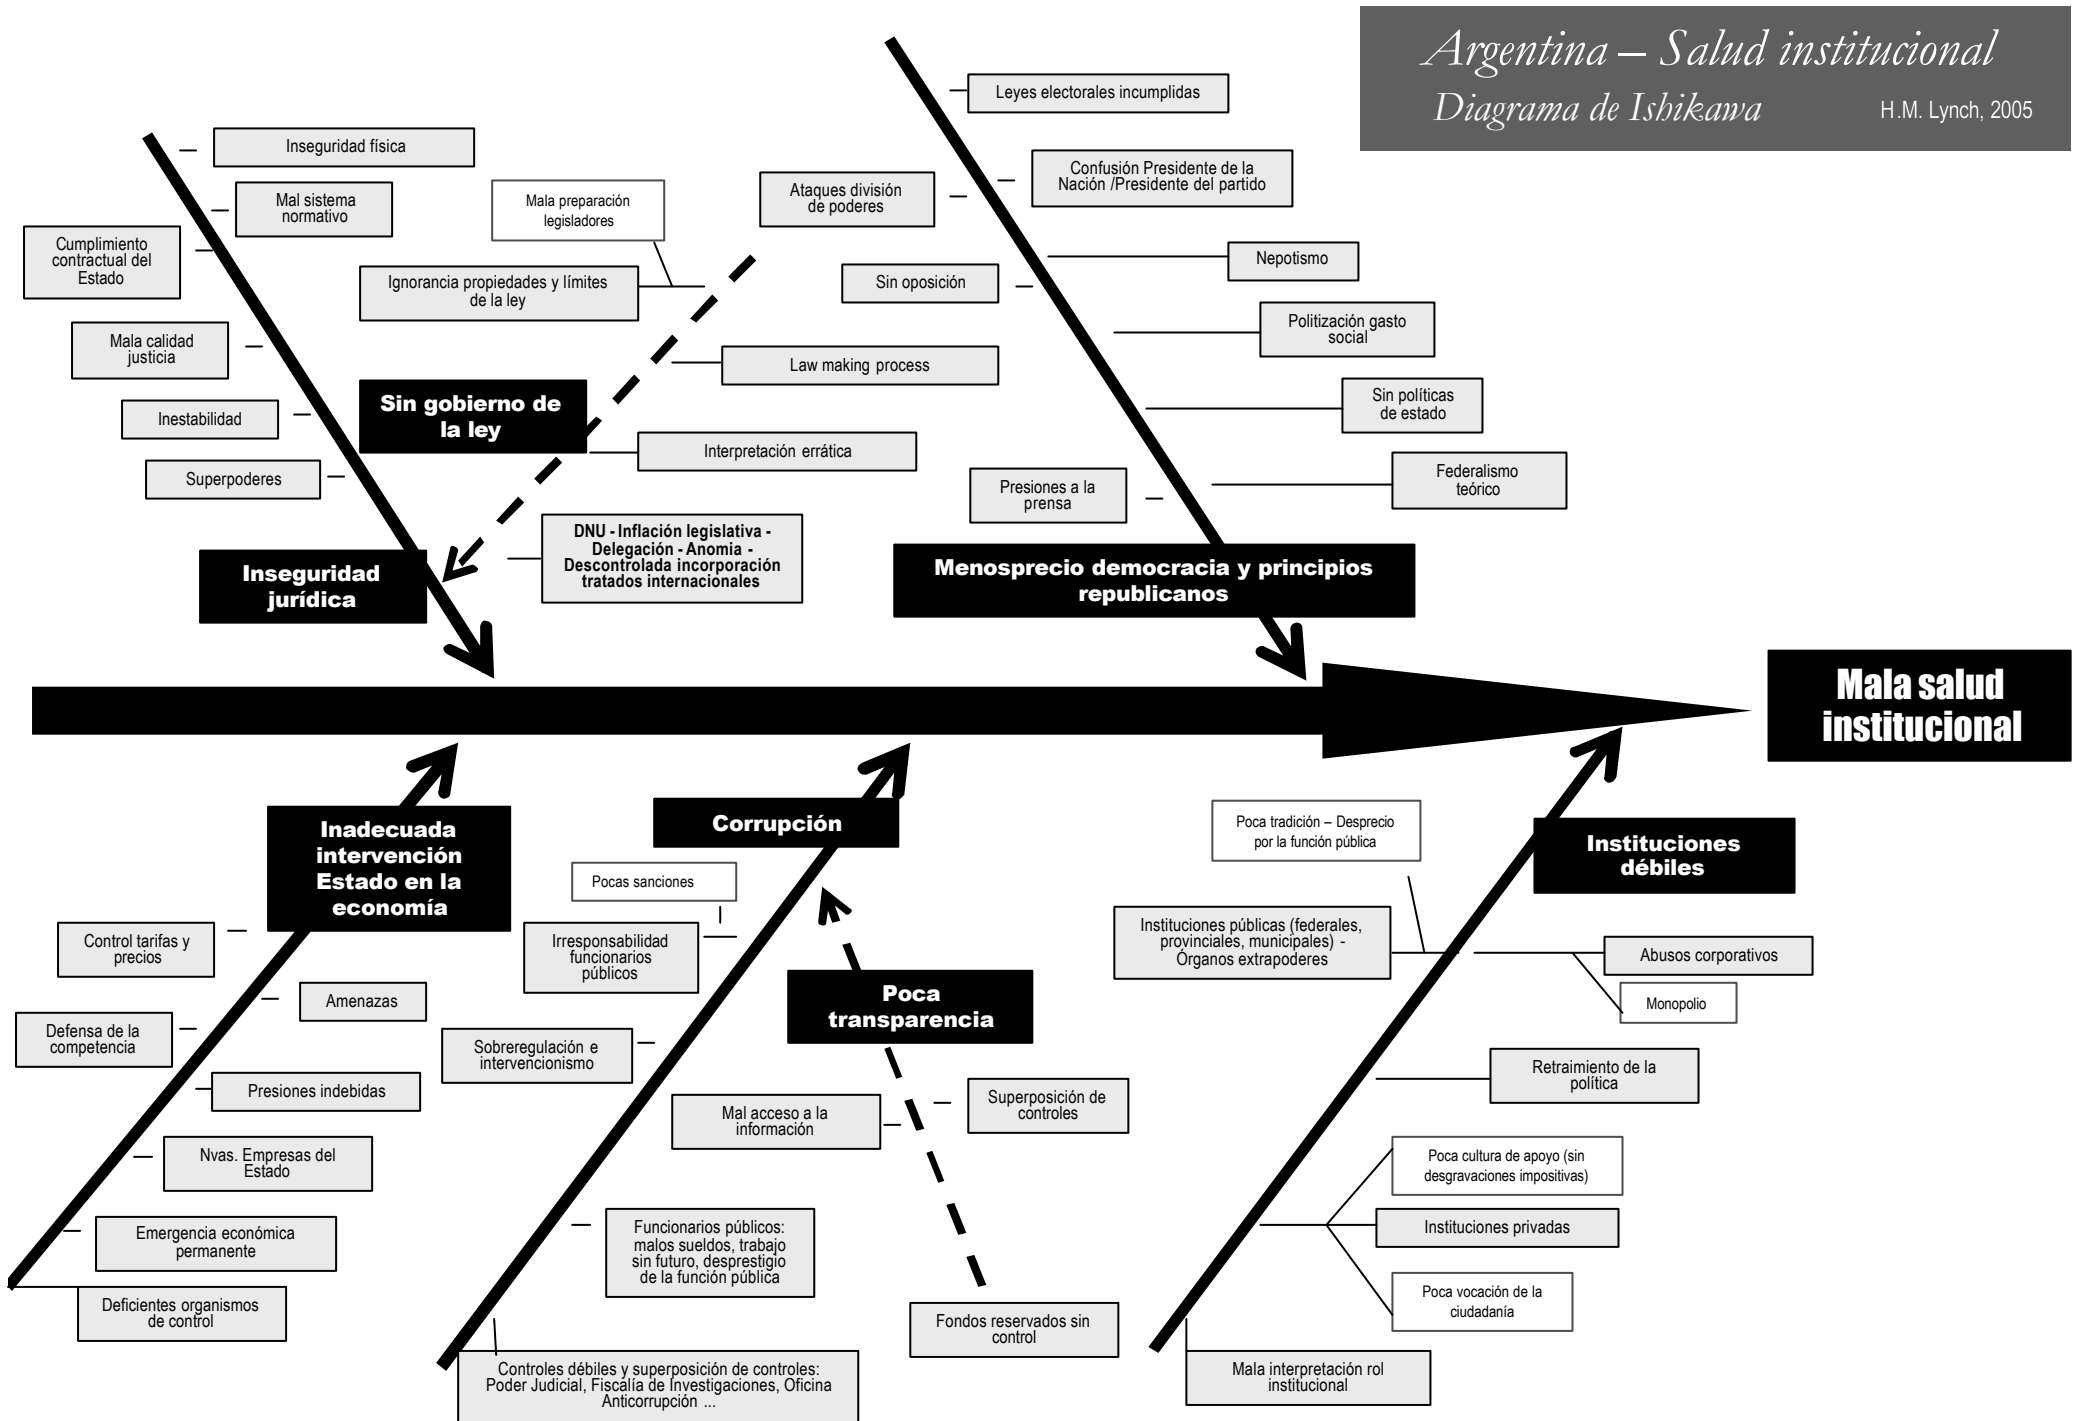 Argentina – Salud institucional
Diagrama de Ishikawa
H.M. Lynch, 2005
Inseguridad física
Mal sistema
normativo
Cumplimiento
contractual del
Estado
Mala calidad
justicia
Inestabilidad
Superpoderes
Inseguridad
jurídica
Mala preparación
legisladores
Ignorancia propiedades y límites
de la ley
Law making process
Sin gobierno de
la ley
Interpretación errática
DNU - Inflación legislativa -
Delegación - Anomia -
Descontrolada incorporación
tratados internacionales
Leyes electorales incumplidas
Confusión Presidente de la
Nación /Presidente del partido
Ataques división
de poderes
Nepotismo
Sin oposición
Politización gasto
social
Sin políticas
de estado
Federalismo
teórico
Presiones a la
prensa
Menosprecio democracia y principios
republicanos
Mala salud
institucional
Inadecuada
intervención
Estado en la
economía
Control tarifas y
precios
Amenazas
Defensa de la
competencia
Presiones indebidas
Nvas. Empresas del
Estado
Emergencia económica
permanente
Deficientes organismos
de control
Corrupción
Pocas sanciones
Irresponsabilidad
funcionarios
públicos
Sobreregulación e
intervencionismo
Poca
transparencia
Mal acceso a la
información
Superposición de
controles
Funcionarios públicos:
malos sueldos, trabajo
sin futuro, desprestigio
de la función pública
Fondos reservados sin
control
Controles débiles y superposición de controles:
Poder Judicial, Fiscalía de Investigaciones, Oficina
Anticorrupción ...
Instituciones
débiles
Poca tradición – Desprecio
por la función pública
Instituciones públicas (federales,
provinciales, municipales) -
Órganos extrapoderes
Abusos corporativos
Monopolio
Retraimiento de la
política
Poca cultura de apoyo (sin
desgravaciones impositivas)
Instituciones privadas
Poca vocación de la
ciudadanía
Mala interpretación rol
institucional